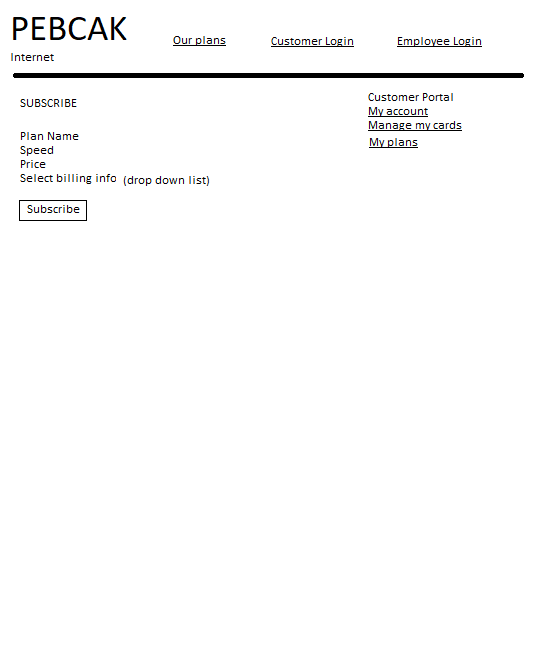 PEBCAK
Internet
Our plans
Customer Login
Employee Login
SUBSCRIBE
Plan Name
Speed
Price
Select billing info (drop down list)
Subscribe
Customer Portal
My account
Manage my cards
My plans